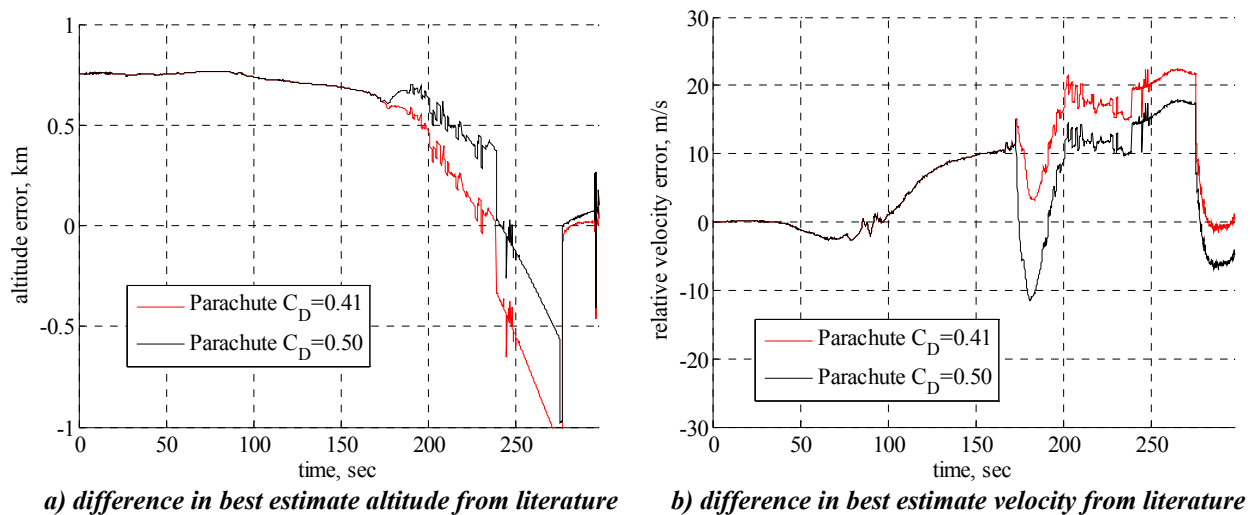 1
0.5
0
-0.5
-1
altitude error, km
Parachute C_D=0.41
Parachute C_D=0.50
0 50 100 150 200 250
time, sec
a) difference in best estimate altitude from literature
30
20
10
0
-10
-20
-30
relative velocity error, m/s
Parachute C_D=0.41
Parachute C_D=0.50
0 50 100 150 200 250
time, sec
b) difference in best estimate velocity from literature